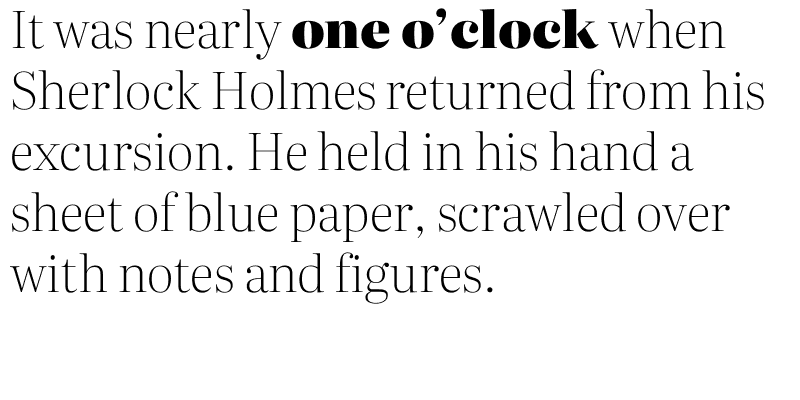 It was nearly one o’clock when
Sherlock Holmes returned from his
excursion. He held in his hand a
sheet of blue paper, scrawled over
with notes and figures.